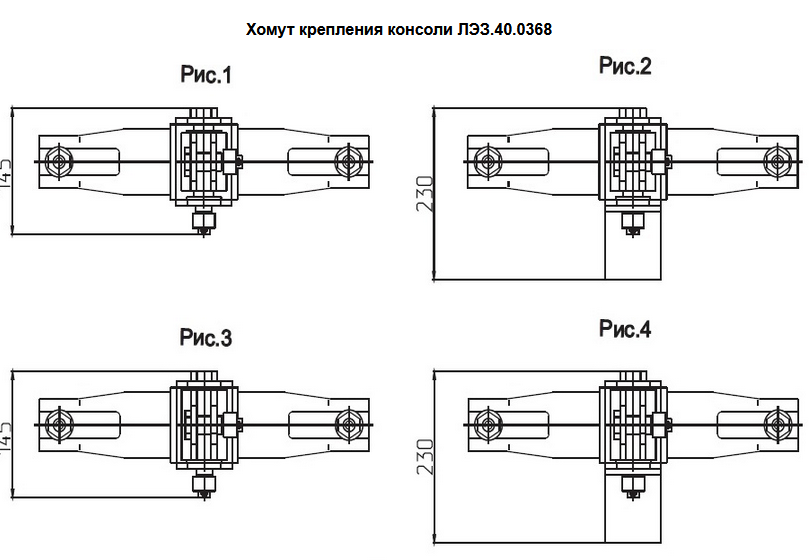 Хомут крепления консоли ЛЭЗ.40.0368
Рис.1
Рис.2
145
230
Рис.3
Рис.4
145
230